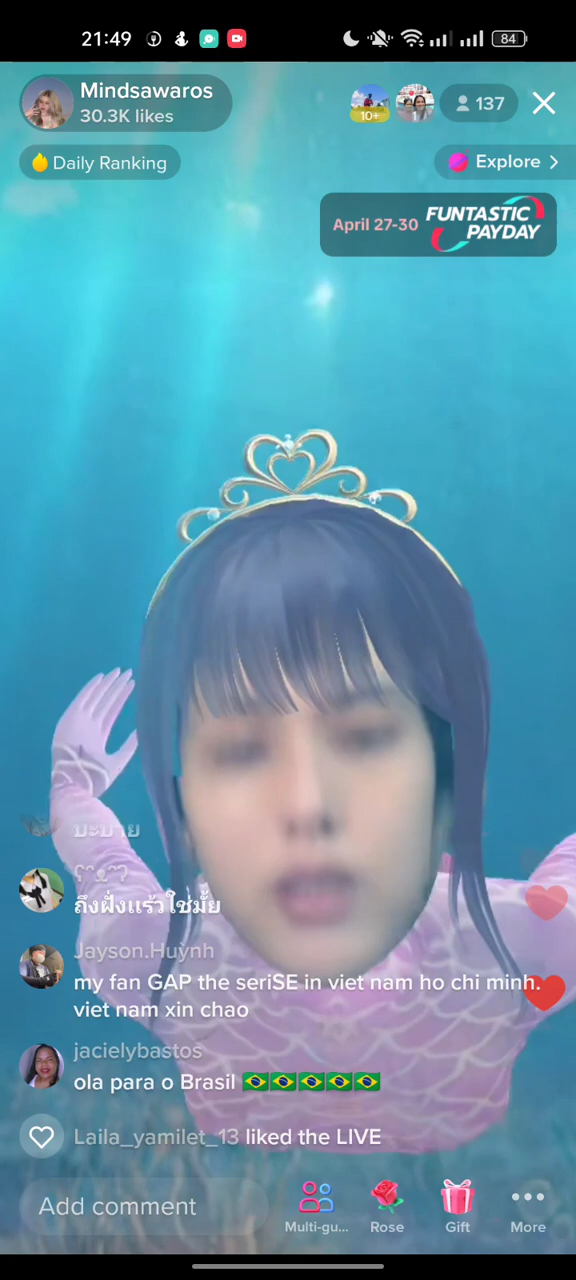 21:49
84
Mindsawaros
30.3K likes
10+
137
Daily Ranking
Explore
April 27-30 FUNTASTIC PAYDAY
บะบาย
ถึงฝั่งแร้วใช่มั้ย
Jayson.Huỳnh
my fan GAP the seriSE in viet nam ho chi minh.
viet nam xin chao
jacielybastos
ola para o Brasil 🇧🇷🇧🇷🇧🇷🇧🇷🇧🇷
Laila_yamilet_13 liked the LIVE
Add comment
Multi-gu...
Rose
Gift
More